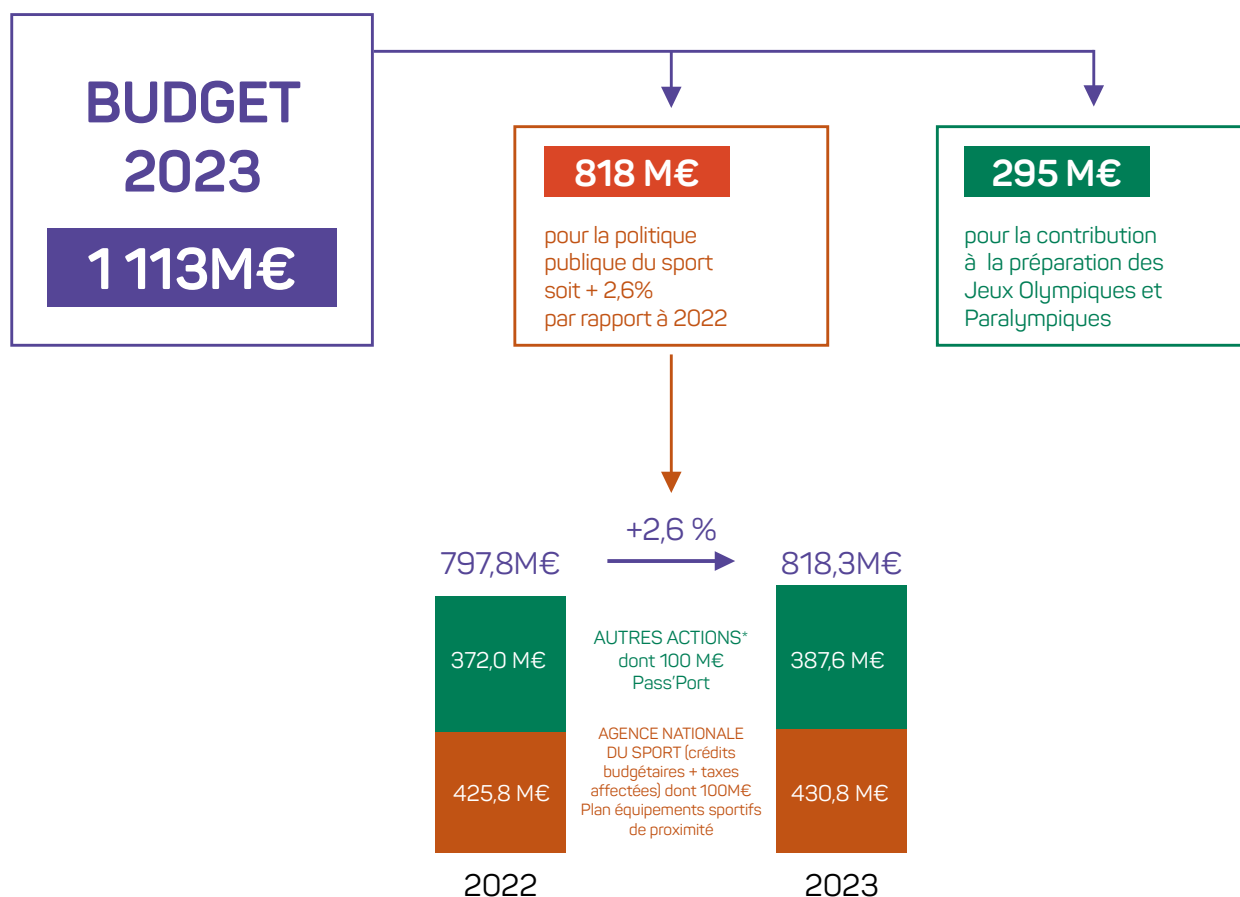 BUDGET
2023
1 113M€
818 M€
pour la politique
publique du sport
soit + 2,6%
par rapport à 2022
295 M€
pour la contribution
à la préparation des
Jeux Olympiques et
Paralympiques
+2,6 %
797,8M€
818,3M€
372,0 M€
AUTRES ACTIONS*
dont 100 M€
Pass'Port
387,6 M€
425,8 M€
AGENCE NATIONALE
DU SPORT (crédits
budgétaires + taxes
affectées) dont 100M€
Plan équipements sportifs
de proximité
430,8 M€
2022
2023